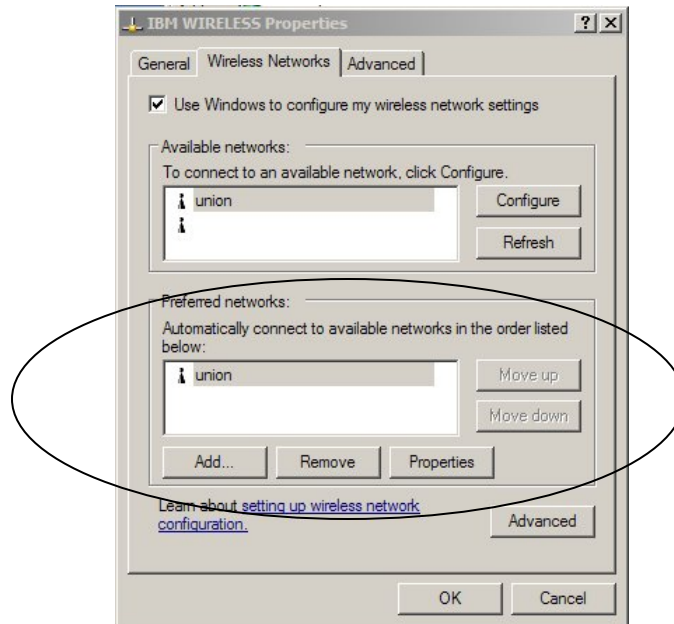 IBM WIRELESS Properties
General Wireless Networks Advanced
Use Windows to configure my wireless network settings
Available networks:
To connect to an available network, click Configure.
union
Configure
Refresh
Preferred networks:
Automatically connect to available networks in the order listed
below:
union
Move up
Move down
Add... Remove Properties
Learn about setting up wireless network
configuration.
Advanced
OK Cancel